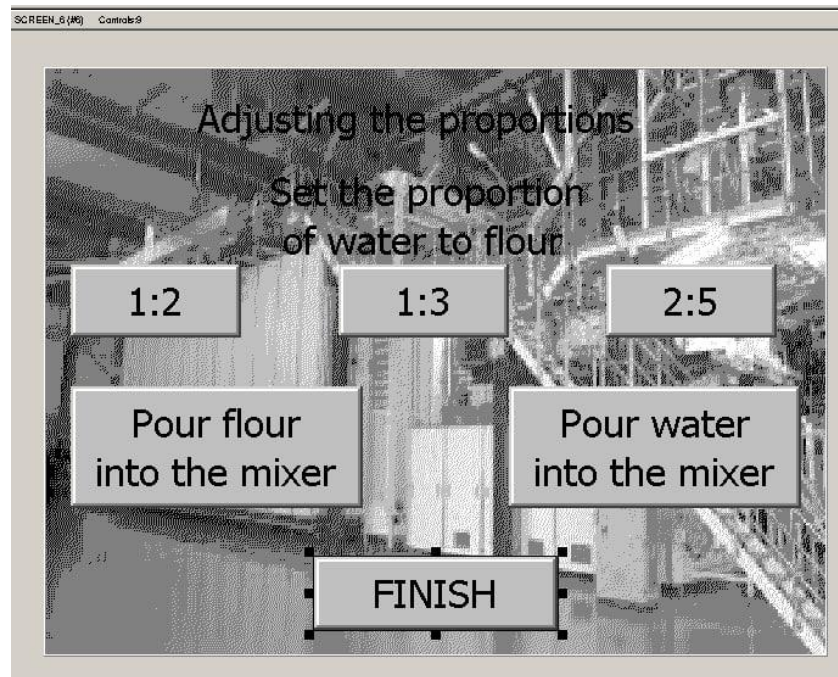 SCREEN_6 (#6) Controls:9
Adjusting the proportions
Set the proportion
of water to flour
1:2 1:3 2:5
Pour flour
into the mixer
Pour water
into the mixer
FINISH